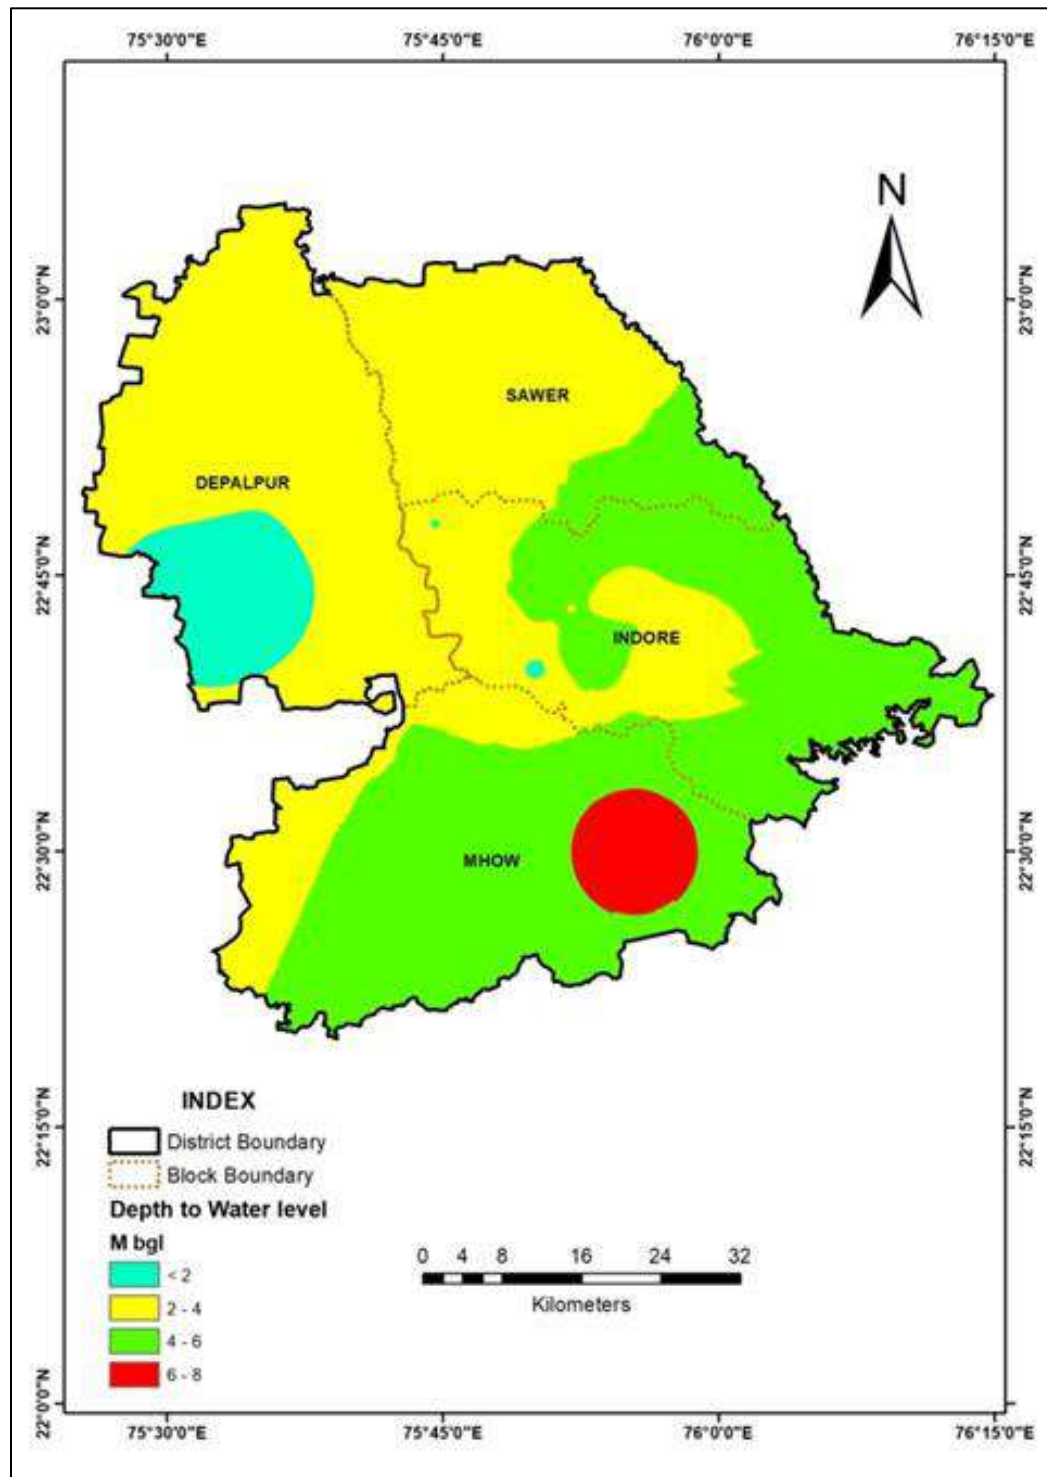 75°30'0"E 75°45'0"E 76°0'0"E 76°15'0"E
N
23°0'0"N 23°0'0"N
SAWER
DEPALPUR
22°45'0"N 22°45'0"N
INDORE
22°30'0"N 22°30'0"N
MHOW
INDEX
22°15'0"N 22°15'0"N
District Boundary
Block Boundary
Depth to Water level
M bgl
< 2
2 - 4
4 - 6
6 - 8
0 4 8 16 24 32
Kilometers
22°0'0"N 22°0'0"N
75°30'0"E 75°45'0"E 76°0'0"E 76°15'0"E